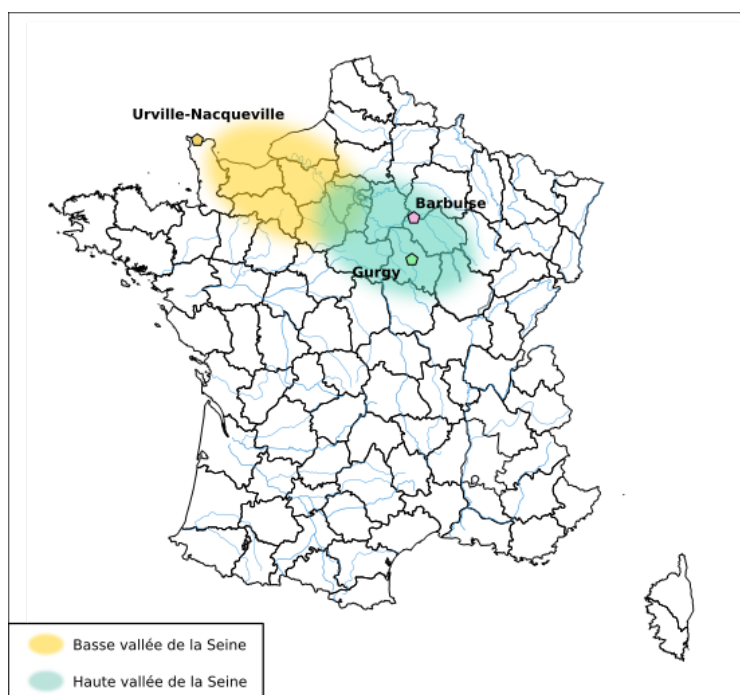 Urville-Nacqueville
Barbuise
Gurgy
Basse vallée de la Seine
Haute vallée de la Seine